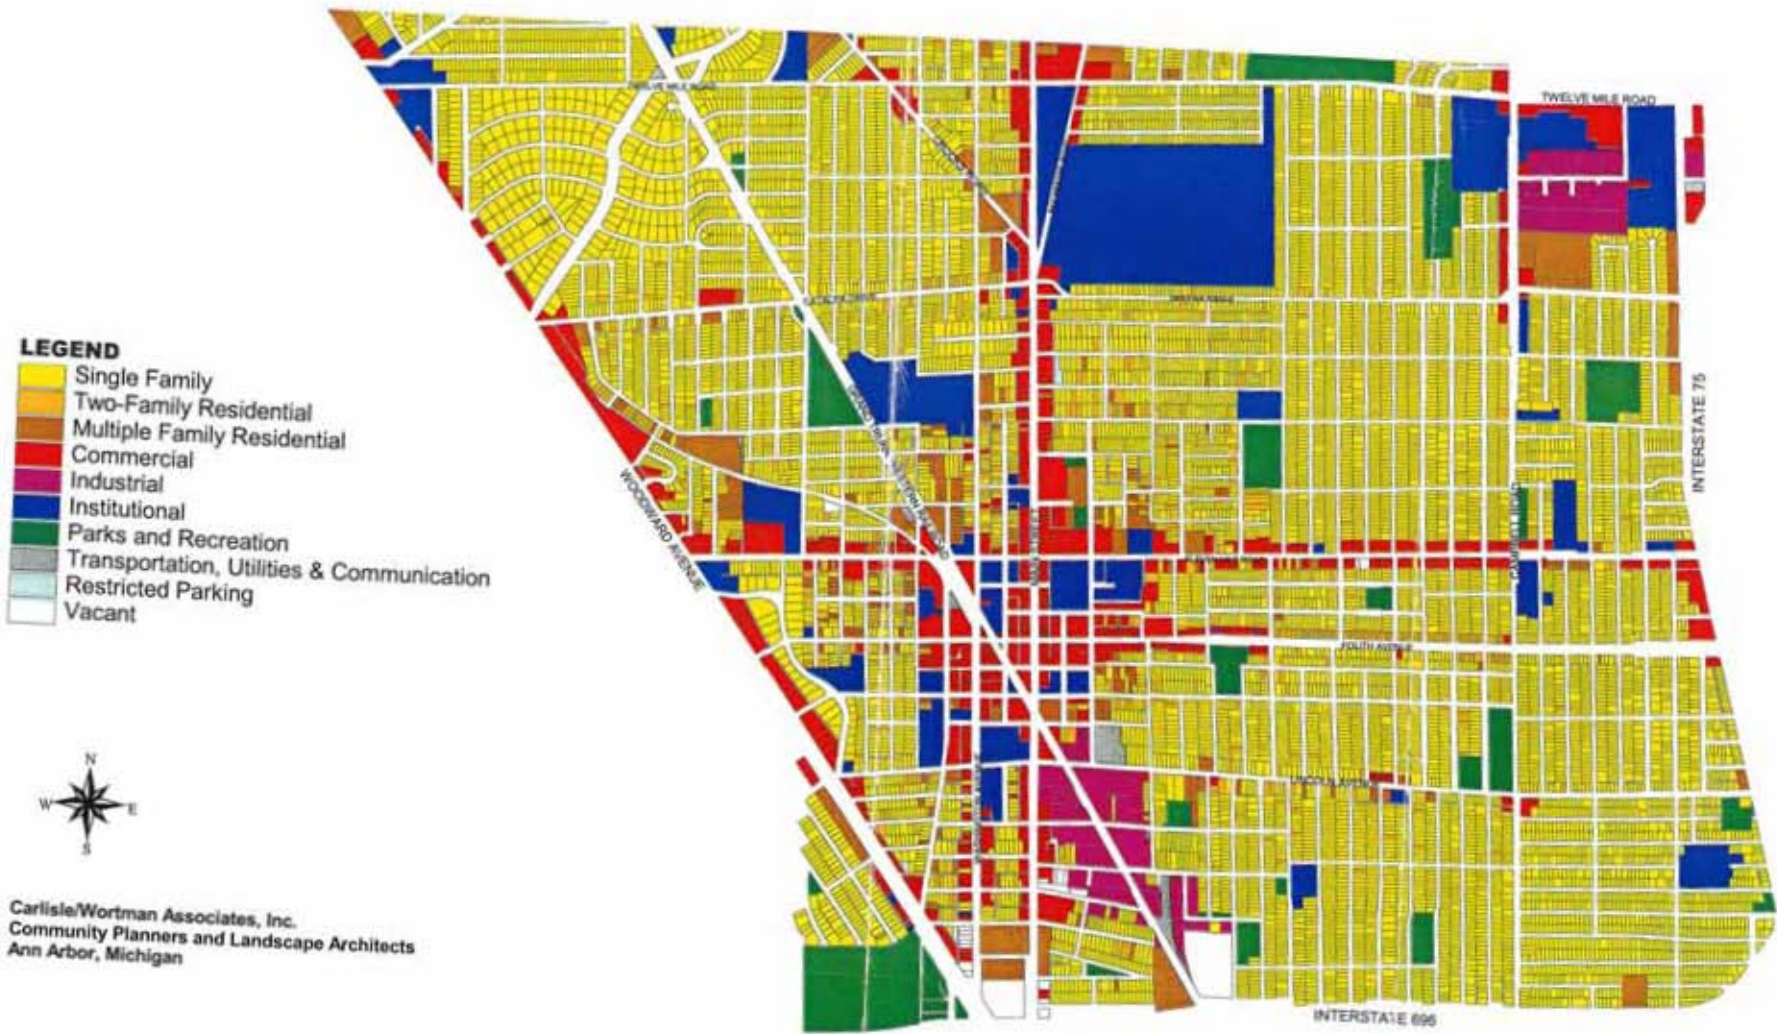 TWELVE MILE ROAD
TWELVE MILE ROAD
LEGEND
Single Family
Two-Family Residential
Multiple Family Residential
Commercial
Industrial
Institutional
Parks and Recreation
Transportation, Utilities & Communication
Restricted Parking
Vacant
INTERSTATE 75
WOODWARD AVENUE
CAMPBELL ROAD
FOURTH AVENUE
LINCOLN AVENUE
N
W
E
S
Carlisle/Wortman Associates, Inc.
Community Planners and Landscape Architects
Ann Arbor, Michigan
INTERSTATE 696